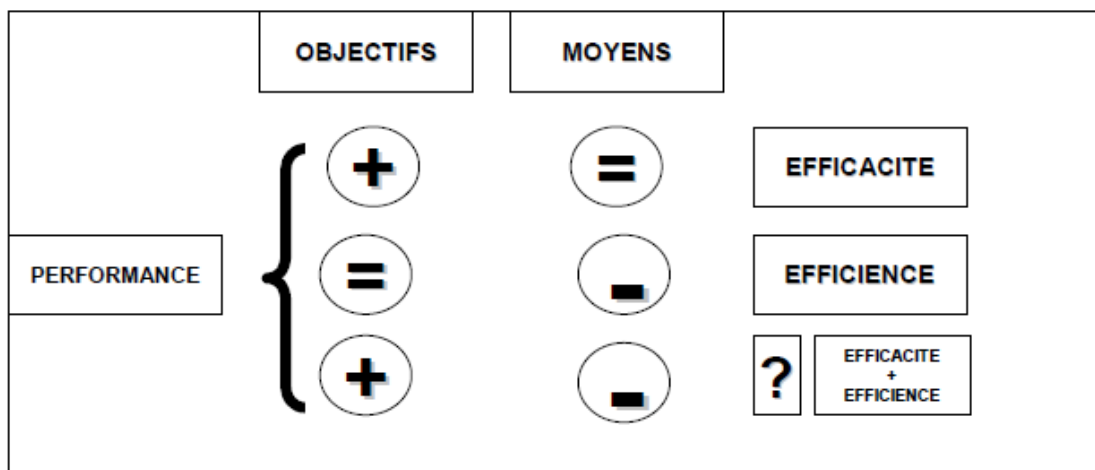 OBJECTIFS
MOYENS
+
=
EFFICACITE
PERFORMANCE
=
-
EFFICIENCE
+
-
?
EFFICACITE
+
EFFICIENCE